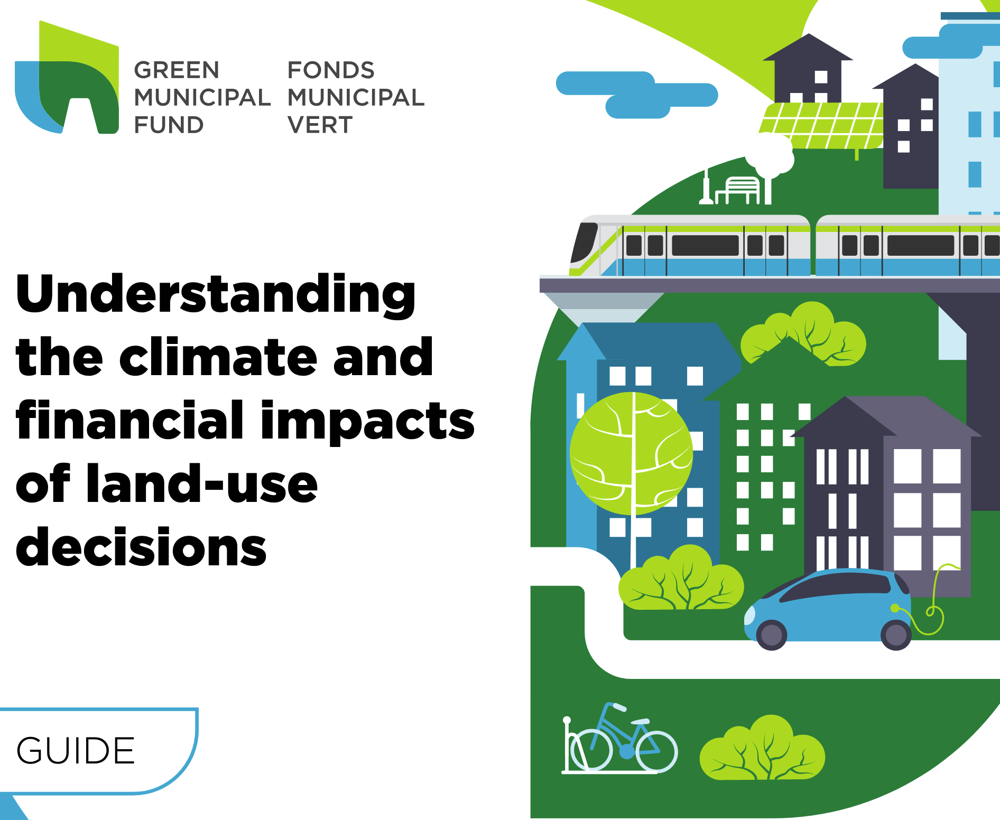 GREEN
MUNICIPAL
FUND
FONDS
MUNICIPAL
VERT
Understanding
the climate and
financial impacts
of land-use
decisions
GUIDE